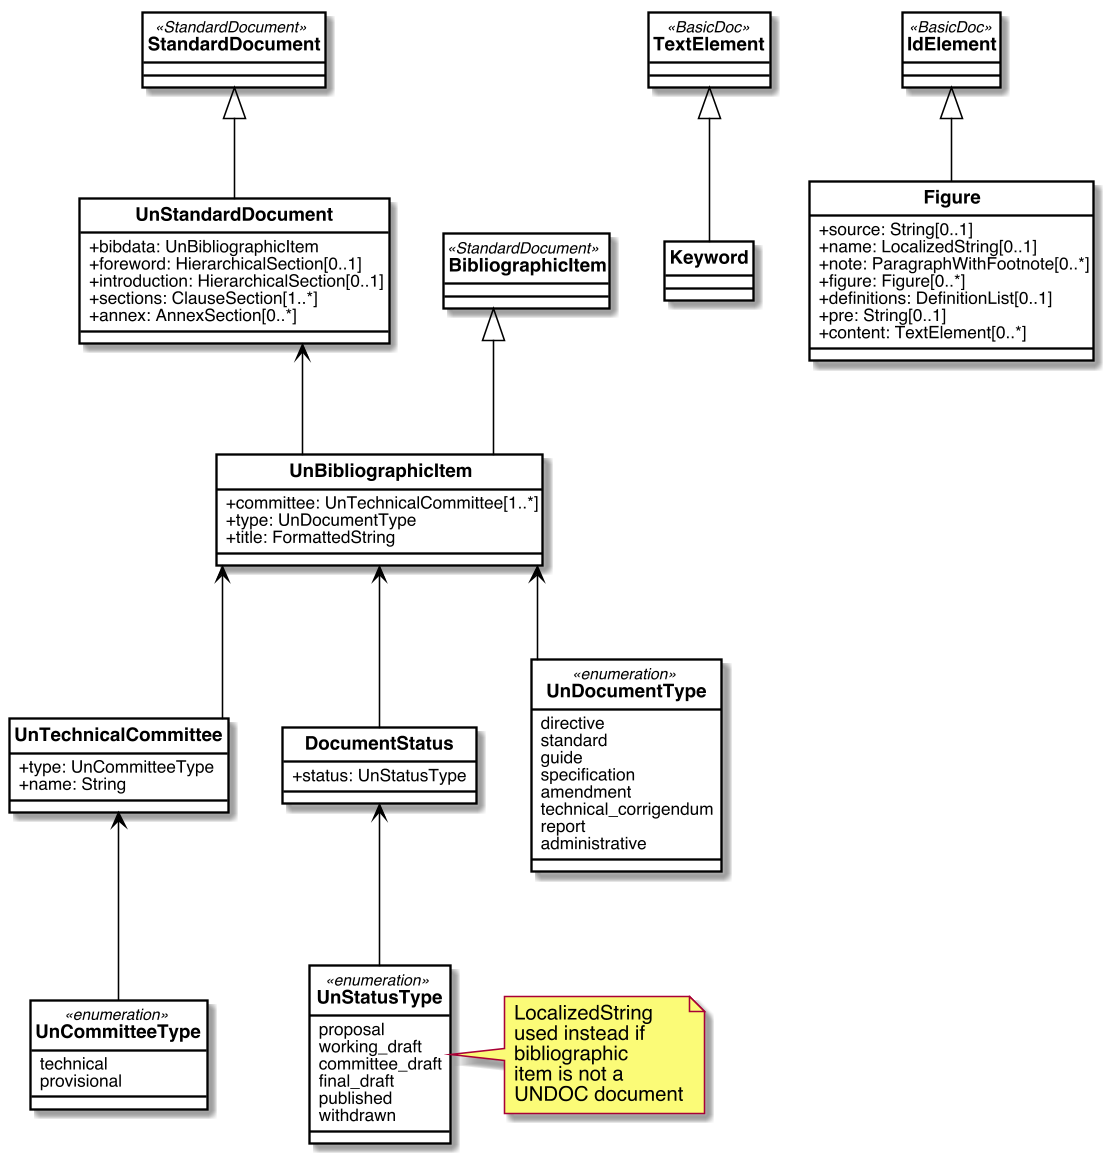 «StandardDocument»
StandardDocument
«BasicDoc»
TextElement
«BasicDoc»
IdElement
UnStandardDocument
+bibdata: UnBibliographicItem
+foreword: HierarchicalSection[0..1]
+introduction: HierarchicalSection[0..1]
+sections: ClauseSection[1..*]
+annex: AnnexSection[0..*]
«StandardDocument»
BibliographicItem
Keyword
Figure
+source: String[0..1]
+name: LocalizedString[0..1]
+note: ParagraphWithFootnote[0..*]
+figure: Figure[0..*]
+definitions: DefinitionList[0..1]
+pre: String[0..1]
+content: TextElement[0..*]
UnBibliographicItem
+committee: UnTechnicalCommittee[1..*]
+type: UnDocumentType
+title: FormattedString
UnTechnicalCommittee
+type: UnCommitteeType
+name: String
DocumentStatus
+status: UnStatusType
«enumeration»
UnDocumentType
directive
standard
guide
specification
amendment
technical_corrigendum
report
administrative
«enumeration»
UnCommitteeType
technical
provisional
«enumeration»
UnStatusType
proposal
working_draft
committee_draft
final_draft
published
withdrawn
LocalizedString
used instead if
bibliographic
item is not a
UNDOC document